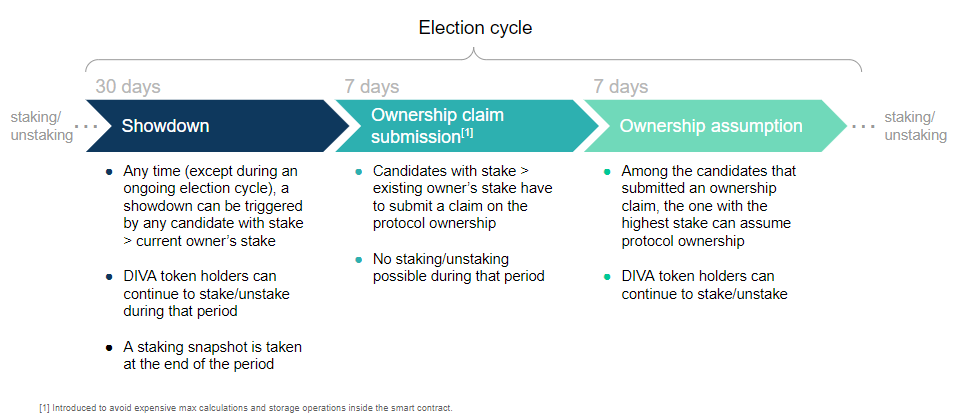 Election cycle
30 days
7 days
7 days
staking/
unstaking
Showdown
Ownership claim
submission[1]
Ownership assumption
staking/
unstaking
● Any time (except during an
ongoing election cycle), a
showdown can be triggered
by any candidate with stake
> current owner's stake
● DIVA token holders can
continue to stake/unstake
during that period
● A staking snapshot is taken
at the end of the period
● Candidates with stake >
existing owner's stake have
to submit a claim on the
protocol ownership
● No staking/unstaking
possible during that period
● Among the candidates that
submitted an ownership
claim, the one with the
highest stake can assume
protocol ownership
● DIVA token holders can
continue to stake/unstake
[1] Introduced to avoid expensive max calculations and storage operations inside the smart contract.